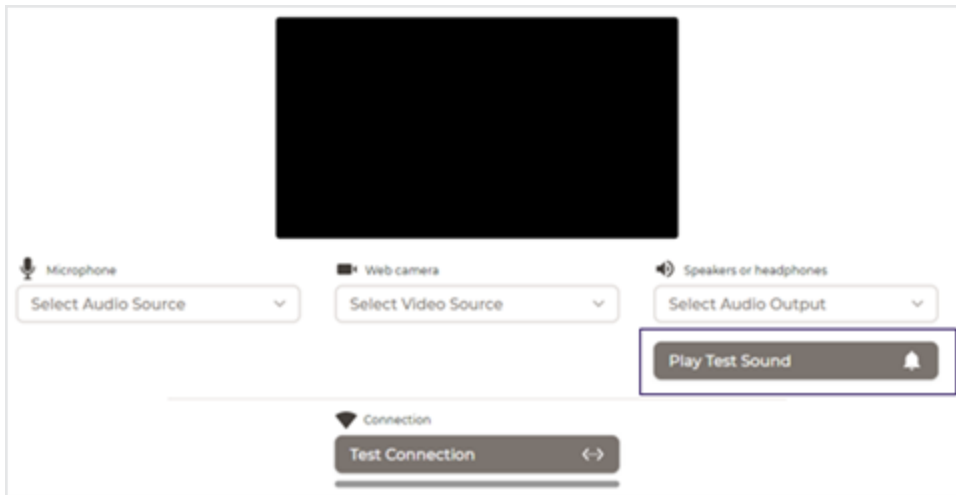 Microphone
Web camera
Speakers or headphones
Select Audio Source
Select Video Source
Select Audio Output
Play Test Sound
Connection
Test Connection